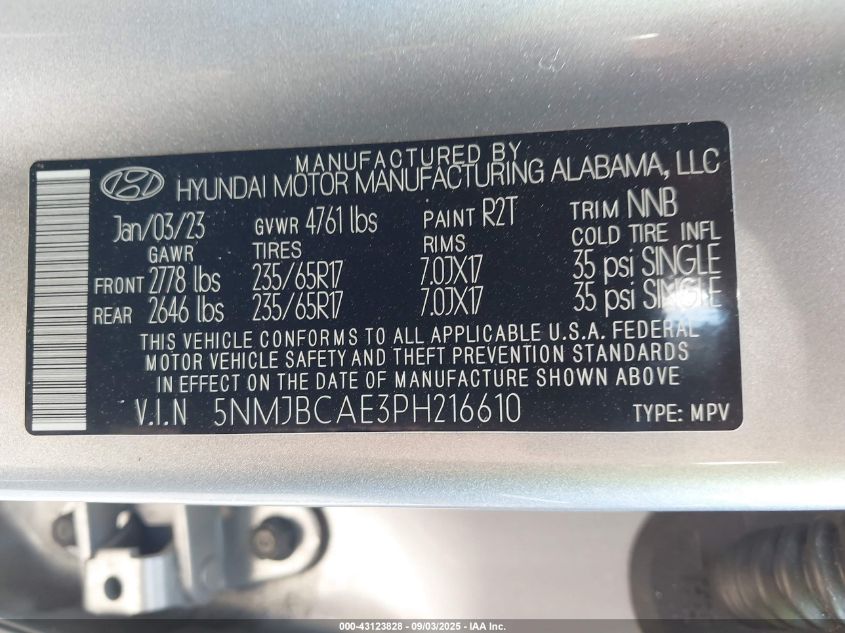 MANUFACTURED BY
HYUNDAI MOTOR MANUFACTURING ALABAMA, LLC
Jan/03/23 GVWR 4761 lbs PAINT R2T TRIM NNB
GAWR TIRES RIMS COLD TIRE INFL
FRONT 2778 lbs 235/65R17 7.0JX17 35 psi SINGLE
REAR 2646 lbs 235/65R17 7.0JX17 35 psi SINGLE
THIS VEHICLE CONFORMS TO ALL APPLICABLE U.S.A. FEDERAL
MOTOR VEHICLE SAFETY AND THEFT PREVENTION STANDARDS
IN EFFECT ON THE DATE OF MANUFACTURE SHOWN ABOVE
V.I.N 5NMJBCAE3PH216610 TYPE: MPV
000-43123828 - 09/03/2025 - IAA Inc.